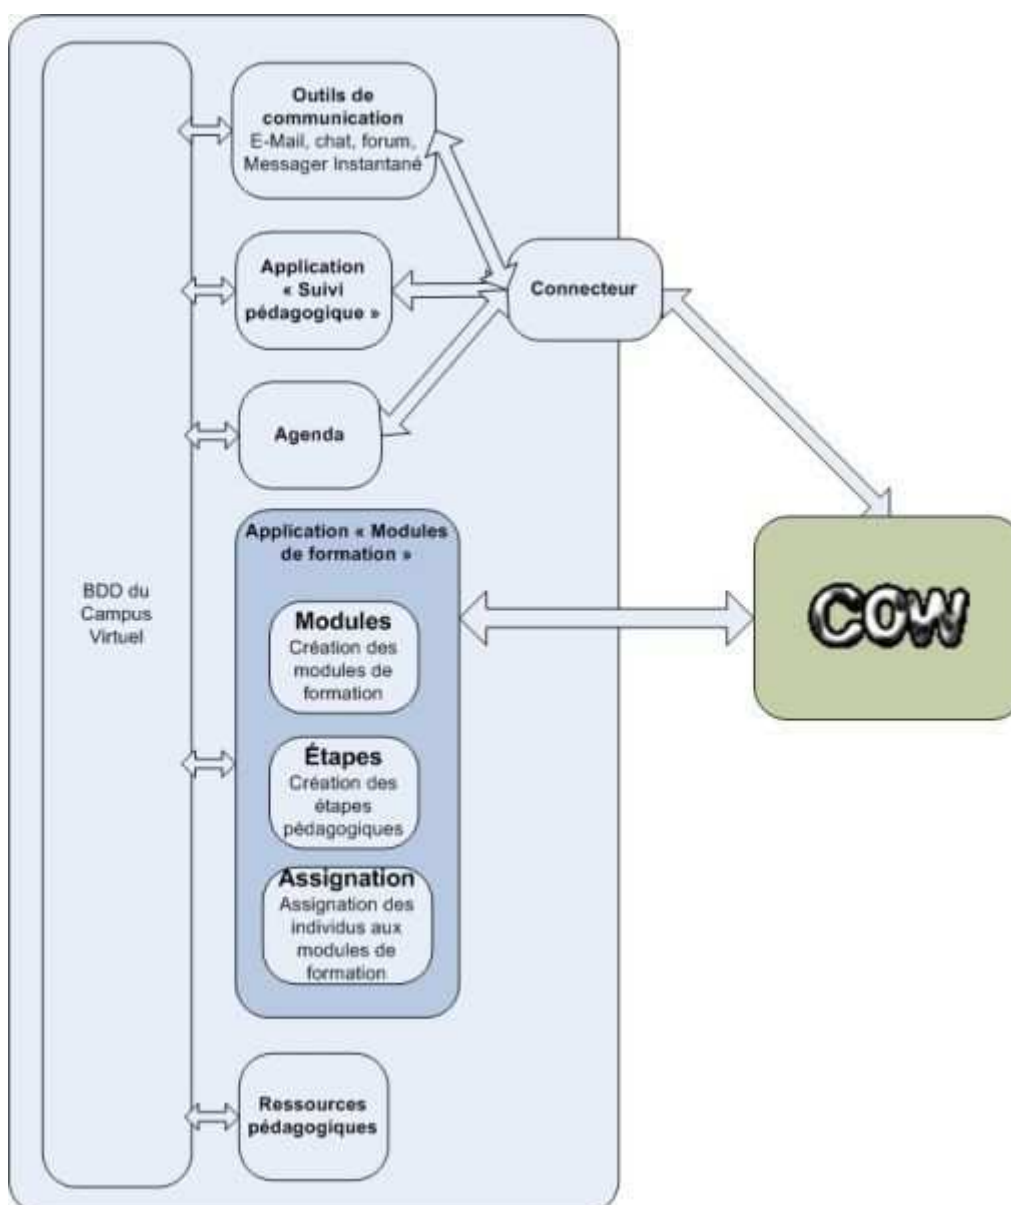 Outils de
communication
E-Mail, chat, forum,
Messager Instantané
Application
« Suivi
pédagogique »
Connecteur
Agenda
Application « Modules
de formation »
BDD du
Campus
Virtuel
Modules
Création des
modules de
formation
COW
Étapes
Création des
étapes
pédagogiques
Assignation
Assignation des
individus aux
modules de
formation
Ressources
pédagogiques